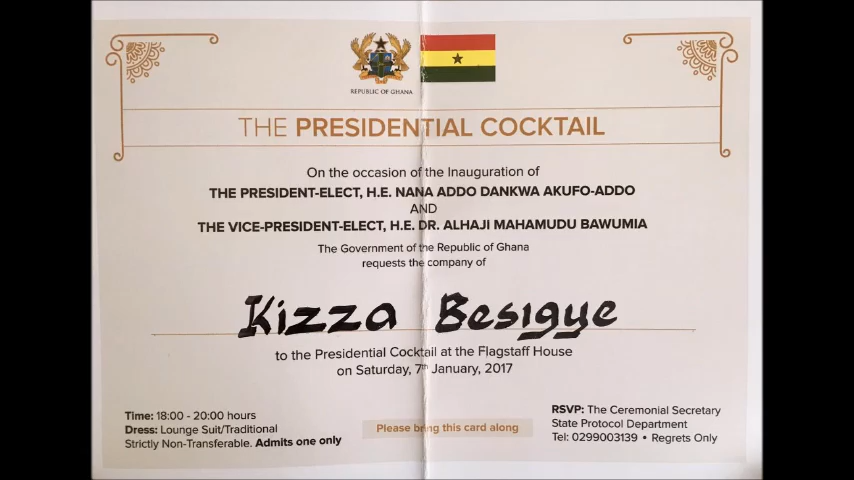 REPUBLIC OF GHANA
THE PRESIDENTIAL COCKTAIL
On the occasion of the Inauguration of
THE PRESIDENT-ELECT, H.E. NANA ADDO DANKWA AKUFO-ADDO
AND
THE VICE-PRESIDENT-ELECT, H.E. DR. ALHAJI MAHAMUDU BAWUMIA
The Government of the Republic of Ghana
requests the company of
Kizza Besigye
to the Presidential Cocktail at the Flagstaff House
on Saturday, 7th January, 2017
Time: 18:00 - 20:00 hours
Dress: Lounge Suit/Traditional
Strictly Non-Transferable. Admits one only
Please bring this card along
RSVP: The Ceremonial Secretary
State Protocol Department
Tel: 0299003139 • Regrets Only